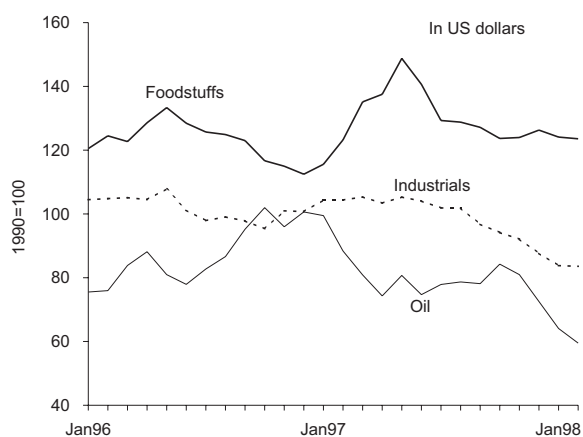 160
In US dollars
140
Foodstuffs
120
Industrials
100
1990=100
80
Oil
60
40
Jan96
Jan97
Jan98